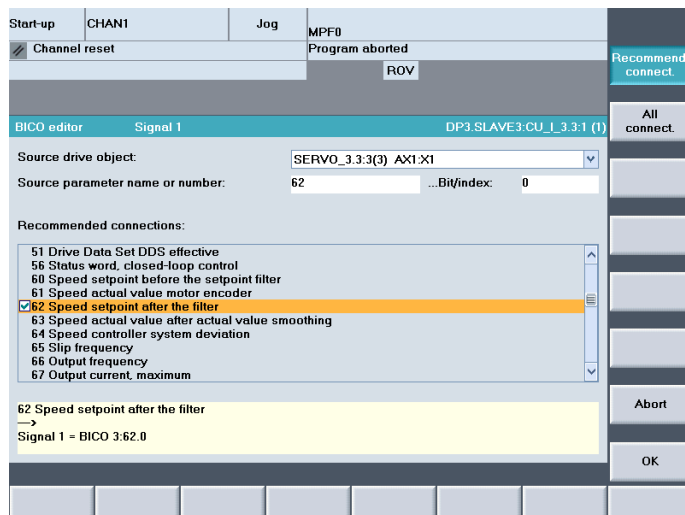 Start-up CHAN1 Jog MPF0
Channel reset Program aborted
ROV
Recommend connect.
All connect.
BICO editor Signal 1 DP3.SLAVE3:CU_I_3.3:1 (1)
Source drive object: SERVO_3.3:3(3) AX1:X1
Source parameter name or number: 62 ...Bit/index: 0
Recommended connections:
51 Drive Data Set DDS effective
56 Status word, closed-loop control
60 Speed setpoint before the setpoint filter
61 Speed actual value motor encoder
62 Speed setpoint after the filter
63 Speed actual value after actual value smoothing
64 Speed controller system deviation
65 Slip frequency
66 Output frequency
67 Output current, maximum
62 Speed setpoint after the filter
-->
Signal 1 = BICO 3:62.0
Abort
OK